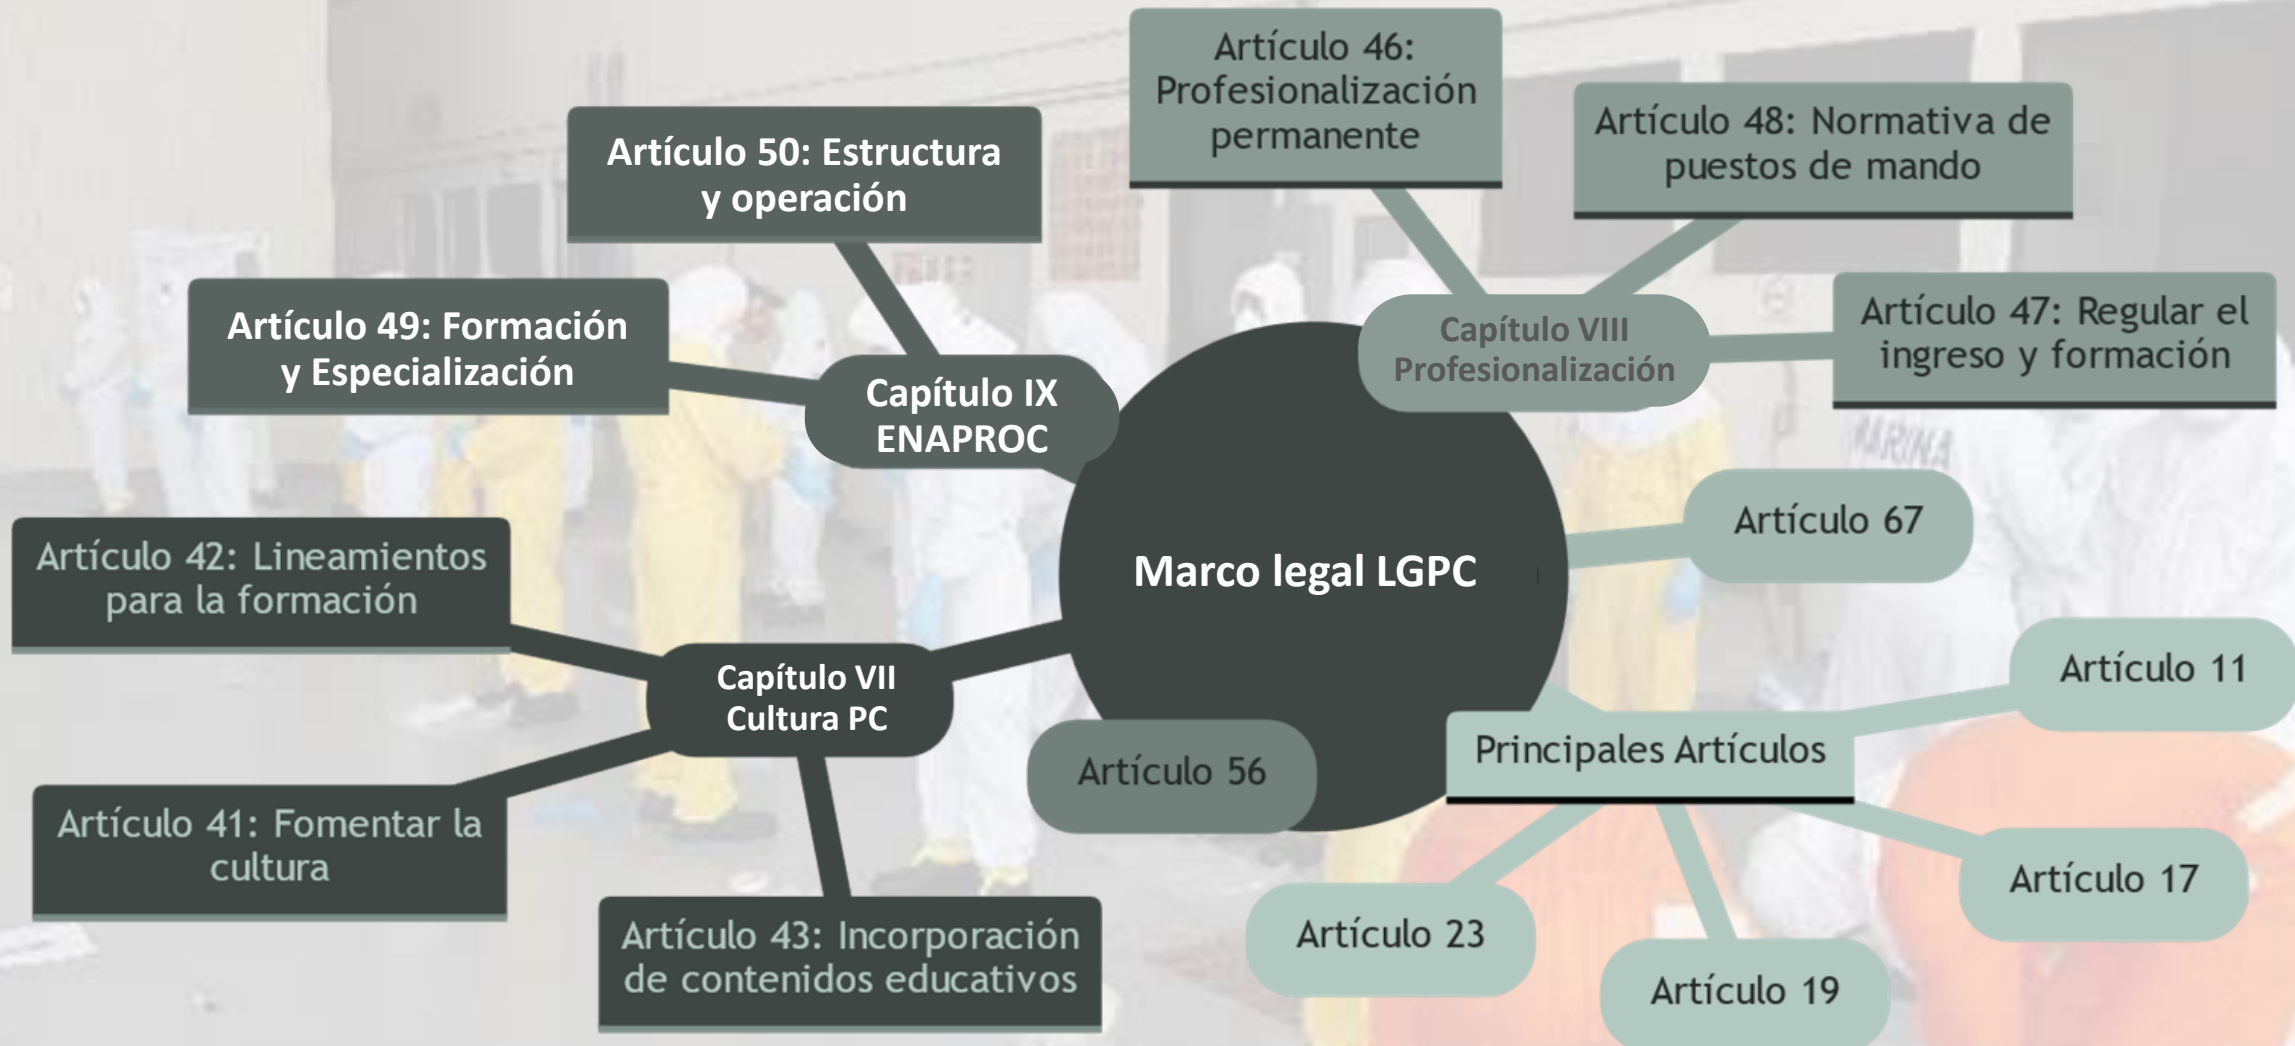 Artículo 46:
Profesionalización
permanente
Artículo 48: Normativa de
puestos de mando
Artículo 50: Estructura
y operación
Artículo 49: Formación
y Especialización
Capítulo VIII
Profesionalización
Artículo 47: Regular el
ingreso y formación
Capítulo IX
ENAPROC
MARINA
Artículo 67
Marco legal LGPC
Artículo 42: Lineamientos
para la formación
Artículo 11
Capítulo VII
Cultura PC
Artículo 56
Principales Artículos
Artículo 41: Fomentar la
cultura
Artículo 17
Artículo 43: Incorporación
de contenidos educativos
Artículo 23
Artículo 19